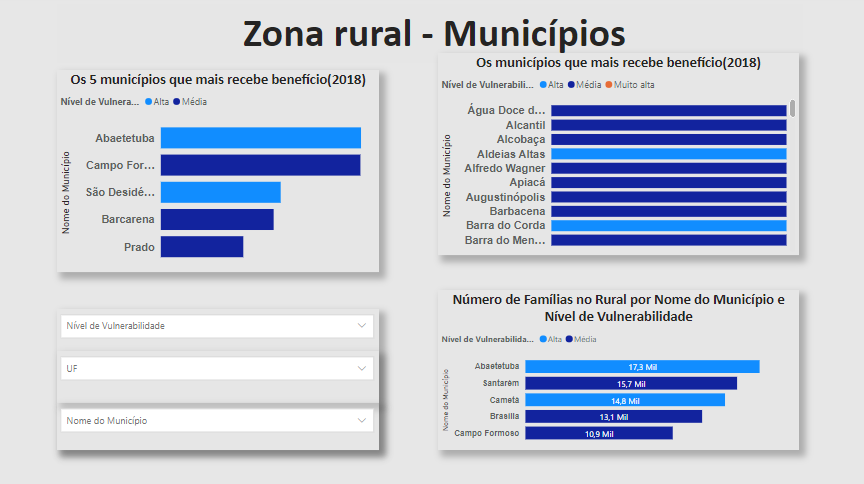 Zona rural - Municípios
Os 5 municípios que mais recebe benefício(2018)
Nível de Vulnera... Alta Média
Nome do Município
Abaetetuba
Campo For...
São Desidé...
Barcarena
Prado
Os municípios que mais recebe benefício(2018)
Nível de Vulnerabili... Alta Média Muito alta
Nome do Município
Água Doce d...
Alcantil
Alcobaça
Aldeias Altas
Alfredo Wagner
Apiacá
Augustinópolis
Barbacena
Barra do Corda
Barra do Men...
Nível de Vulnerabilidade
UF
Nome do Município
Número de Famílias no Rural por Nome do Município e
Nível de Vulnerabilidade
Nível de Vulnerabilida... Alta Média
Nome do Município
Abaetetuba 17,3 Mil
Santarém 15,7 Mil
Cametá 14,8 Mil
Brasília 13,1 Mil
Campo Formoso 10,9 Mil